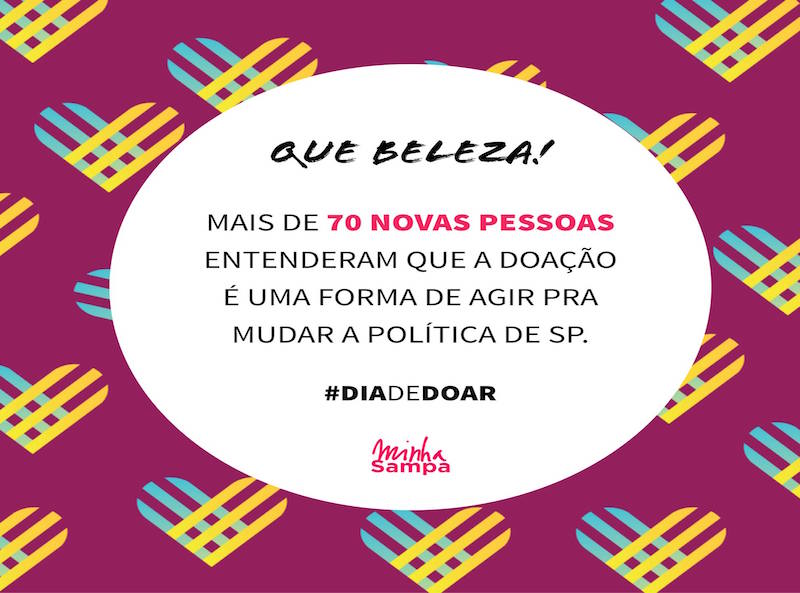 QUE BELEZA!
MAIS DE 70 NOVAS PESSOAS
ENTENDERAM QUE A DOAÇÃO
É UMA FORMA DE AGIR PRA
MUDAR A POLÍTICA DE SP.
#DIADEDOAR
minha
sampa